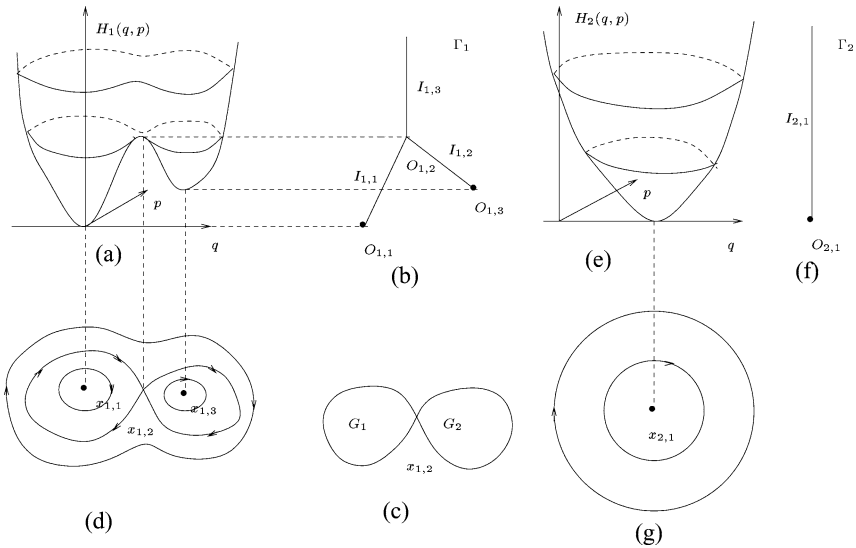 H₁(q, p)
p
q
(a)
Γ₁
I₁,₃
I₁,₁
I₁,₂
O₁,₂
O₁,₃
O₁,₁
(b)
H₂(q, p)
p
q
(e)
Γ₂
I₂,₁
O₂,₁
(f)
x₁,₁
x₁,₃
x₁,₂
(d)
G₁
G₂
x₁,₂
(c)
x₂,₁
(g)